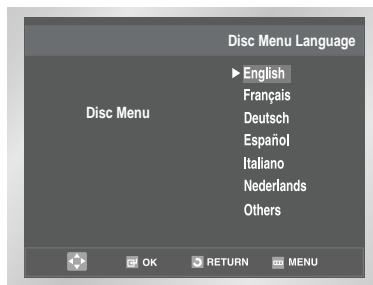 Disc Menu Language
English
Français
Disc Menu
Deutsch
Español
Italiano
Nederlands
Others
OK RETURN MENU